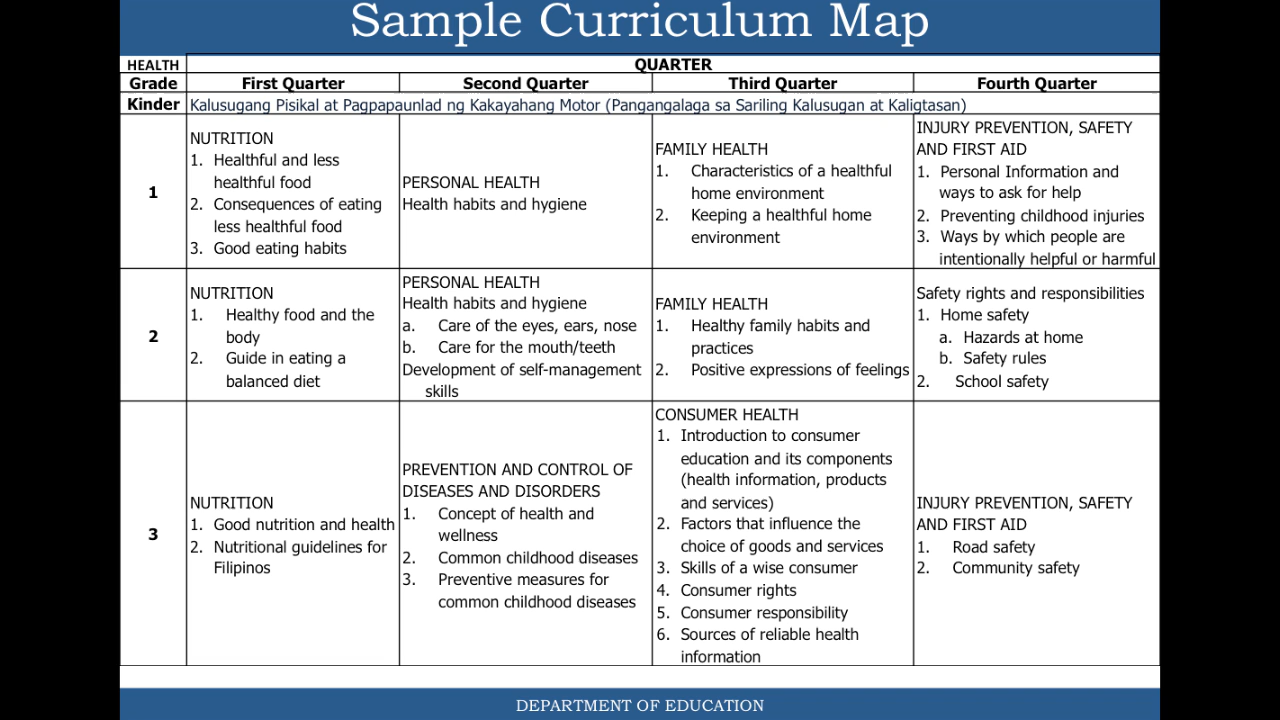 Sample Curriculum Map
HEALTH
QUARTER
Grade
First Quarter
Second Quarter
Third Quarter
Fourth Quarter
Kinder
Kalusugang Pisikal at Pagpapaunlad ng Kakayahang Motor (Pangangalaga sa Sariling Kalusugan at Kaligtasan)
1
NUTRITION
1. Healthful and less
healthful food
2. Consequences of eating
less healthful food
3. Good eating habits
PERSONAL HEALTH
Health habits and hygiene
FAMILY HEALTH
1. Characteristics of a healthful
home environment
2. Keeping a healthful home
environment
INJURY PREVENTION, SAFETY
AND FIRST AID
1. Personal Information and
ways to ask for help
2. Preventing childhood injuries
3. Ways by which people are
intentionally helpful or harmful
2
NUTRITION
1. Healthy food and the
body
2. Guide in eating a
balanced diet
PERSONAL HEALTH
Health habits and hygiene
a. Care of the eyes, ears, nose
b. Care for the mouth/teeth
Development of self-management
skills
FAMILY HEALTH
1. Healthy family habits and
practices
2. Positive expressions of feelings
Safety rights and responsibilities
1. Home safety
a. Hazards at home
b. Safety rules
2. School safety
3
NUTRITION
1. Good nutrition and health
2. Nutritional guidelines for
Filipinos
PREVENTION AND CONTROL OF
DISEASES AND DISORDERS
1. Concept of health and
wellness
2. Common childhood diseases
3. Preventive measures for
common childhood diseases
CONSUMER HEALTH
1. Introduction to consumer
education and its components
(health information, products
and services)
2. Factors that influence the
choice of goods and services
3. Skills of a wise consumer
4. Consumer rights
5. Consumer responsibility
6. Sources of reliable health
information
INJURY PREVENTION, SAFETY
AND FIRST AID
1. Road safety
2. Community safety
DEPARTMENT OF EDUCATION